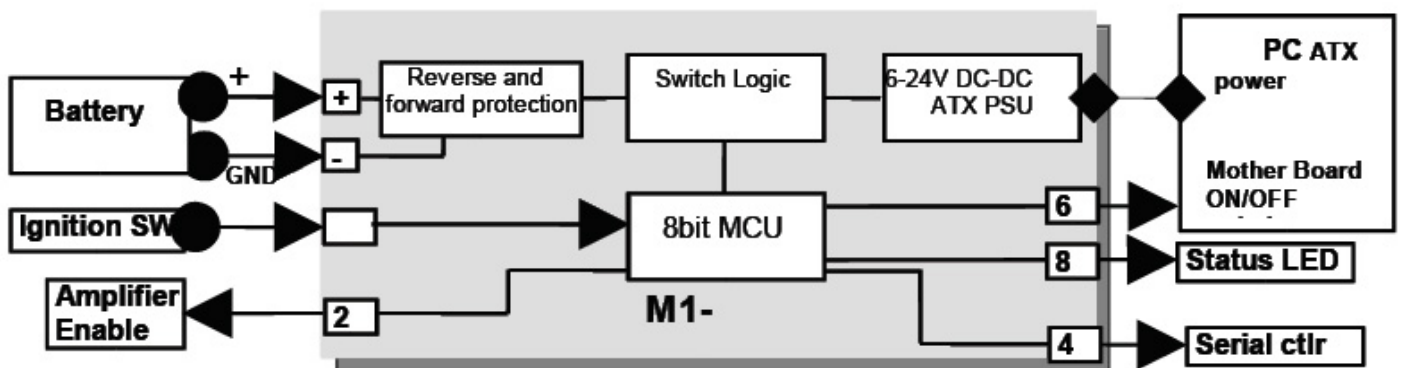 Battery
+
GND
+
-
Reverse and
forward protection
Switch Logic
6-24V DC-DC
ATX PSU
PC ATX
power
Mother Board
ON/OFF
Ignition SW
8bit MCU
M1-
6
8
Status LED
Amplifier
Enable
2
4
Serial ctlr